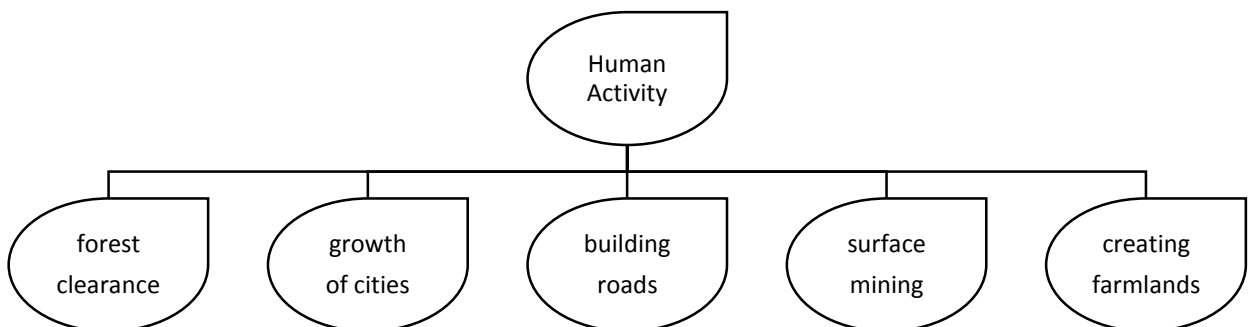 Human
Activity
forest
clearance
growth
of cities
building
roads
surface
mining
creating
farmlands